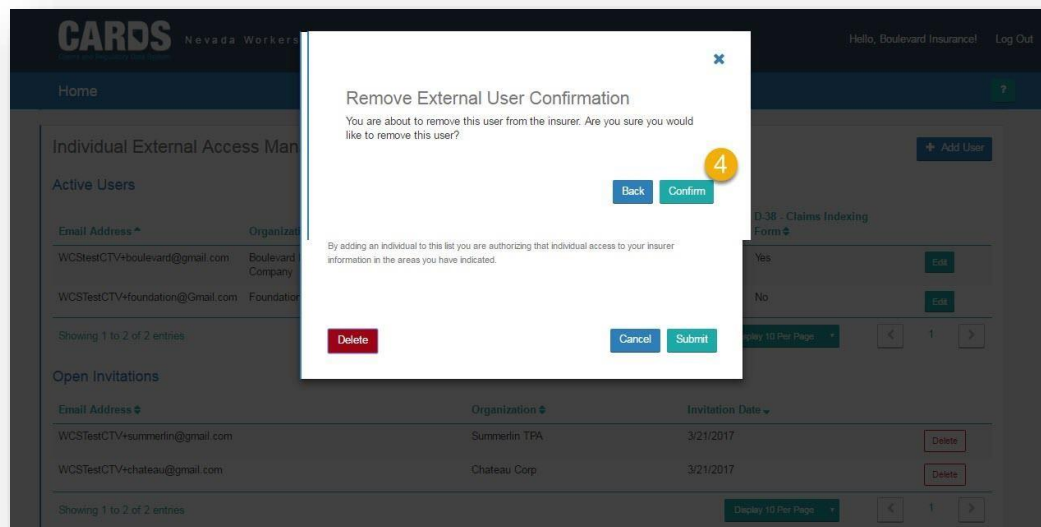 CARDS Nevada Workers Hello, Boulevard Insurance! Log Out
Home ?
Remove External User Confirmation
You are about to remove this user from the insurer. Are you sure you would
like to remove this user?
4
Back Confirm
Individual External Access Man + Add User
Active Users
Email Address D-38 - Claims Indexing
Form
WCStestCTV+boulevard@gmail.com Boulevard Yes Edit
Company
WCSTestCTV+foundation@Gmail.com Foundation No Edit
By adding an individual to this list you are authorizing that individual access to your insurer
information in the areas you have indicated.
Delete Cancel Submit
Showing 1 to 2 of 2 entries Display 10 Per Page < 1 >
Open Invitations
Email Address Organization Invitation Date
WCSTestCTV+summerlin@gmail.com Summerlin TPA 3/21/2017 Delete
WCSTestCTV+chateau@gmail.com Chateau Corp 3/21/2017 Delete
Showing 1 to 2 of 2 entries Display 10 Per Page < 1 >